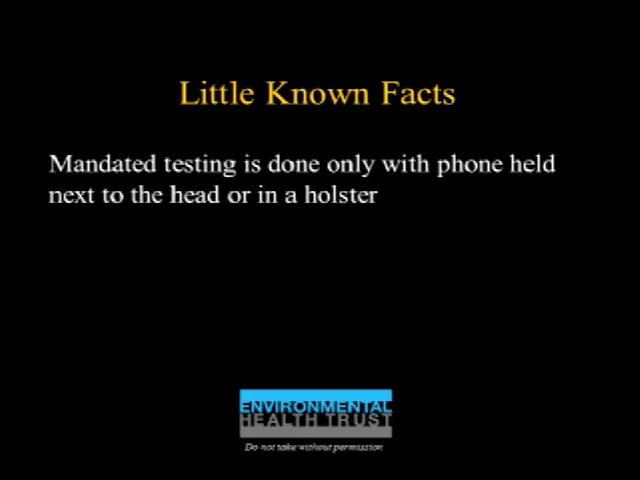 Little Known Facts
Mandated testing is done only with phone held
next to the head or in a holster
ENVIRONMENTAL
HEALTH TRUST
Do not take without permission